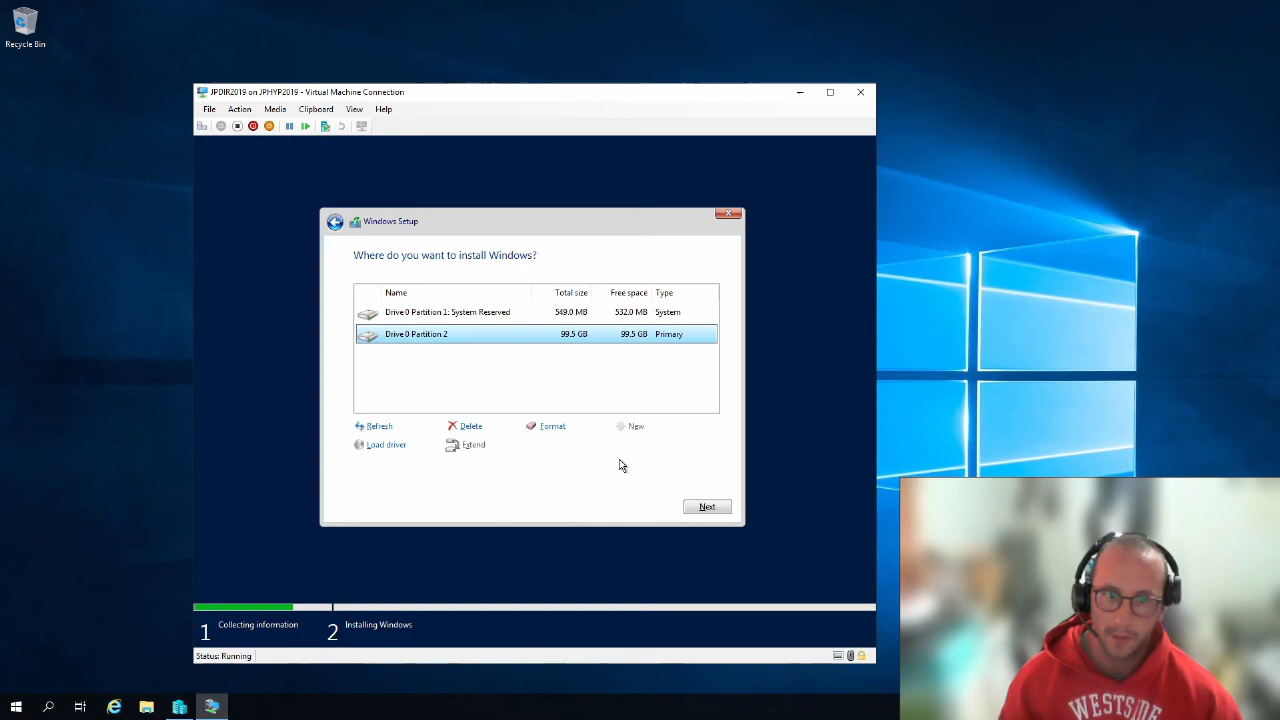 Recycle Bin
JPDIR2019 on JPHYP2019 - Virtual Machine Connection
File Action Media Clipboard View Help
Windows Setup
Where do you want to install Windows?
Name Total size Free space Type
Drive 0 Partition 1: System Reserved 549.0 MB 532.0 MB System
Drive 0 Partition 2 99.5 GB 99.5 GB Primary
Refresh Delete Format New
Load driver Extend
Next
1 Collecting information 2 Installing Windows
Status: Running
WESTSIDE